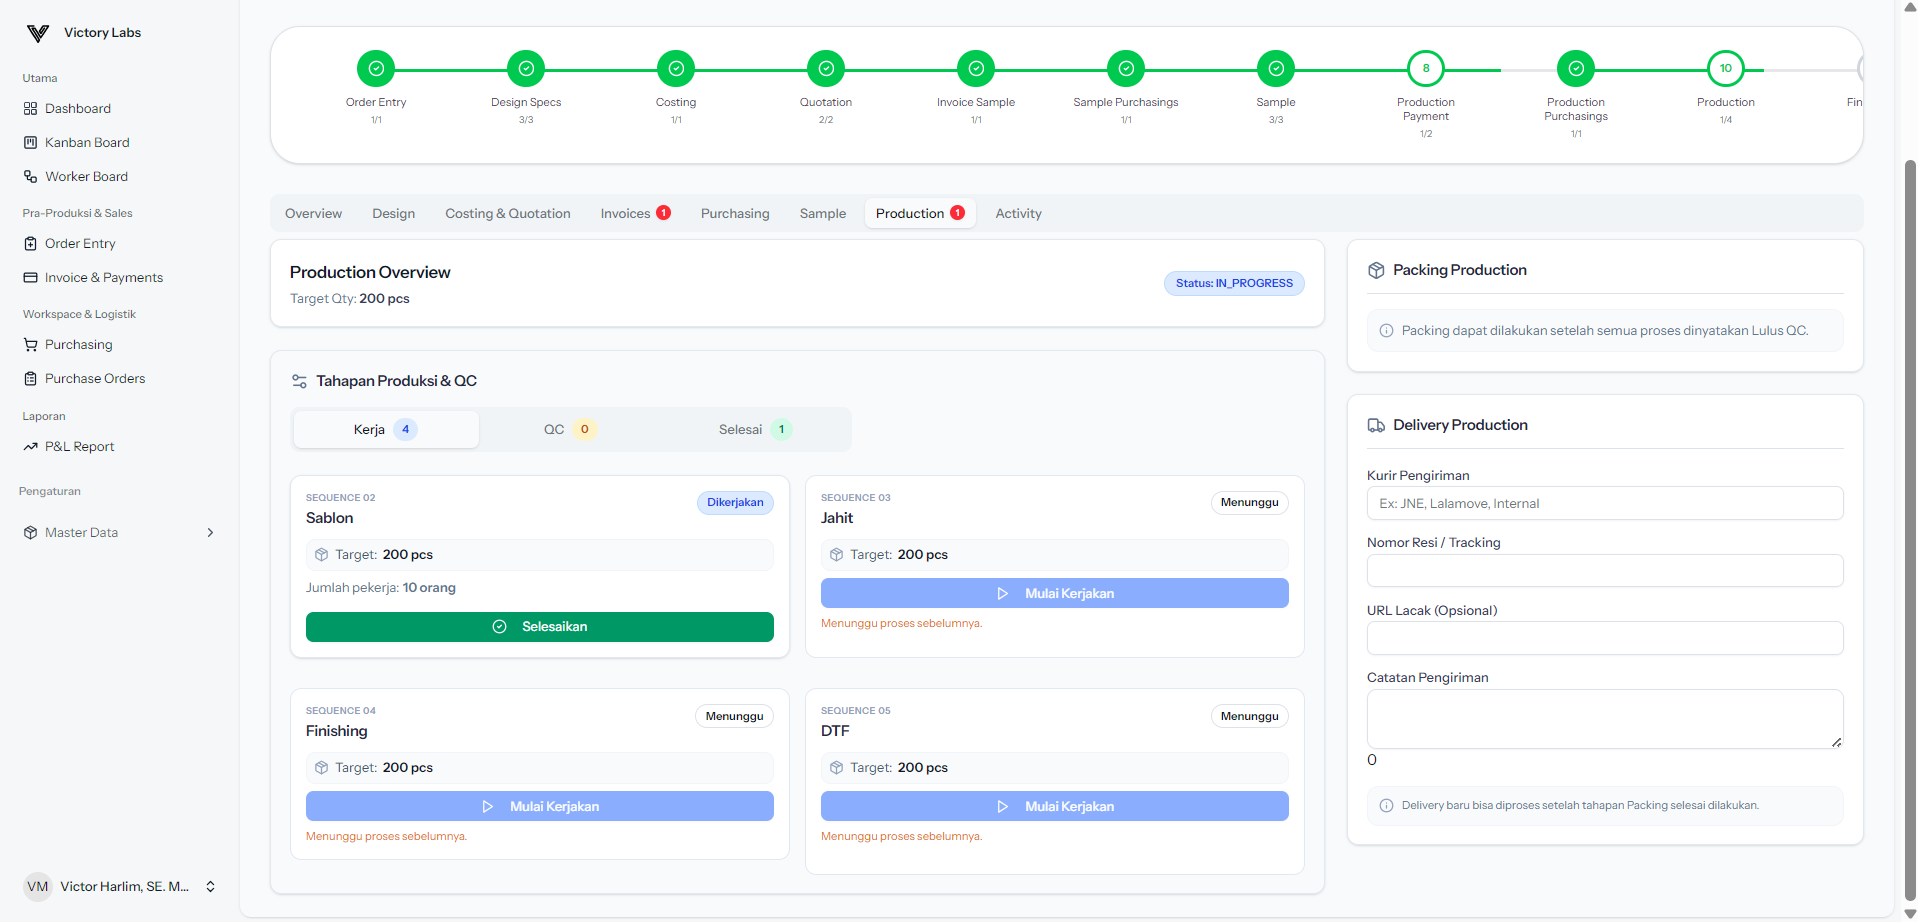 Victory Labs
Utama
Dashboard
Kanban Board
Worker Board
Pra-Produksi & Sales
Order Entry
Invoice & Payments
Workspace & Logistik
Purchasing
Purchase Orders
Laporan
P&L Report
Pengaturan
Master Data
VM Victor Harlim, SE. M...
Order Entry
1/1
Design Specs
3/3
Costing
1/1
Quotation
2/2
Invoice Sample
1/1
Sample Purchasings
1/1
Sample
3/3
8
Production
Payment
1/2
Production
Purchasings
1/1
10
Production
1/4
Fin
Overview Design Costing & Quotation Invoices 1 Purchasing Sample Production 1 Activity
Production Overview
Target Qty: 200 pcs
Status: IN_PROGRESS
Tahapan Produksi & QC
Kerja 4 QC 0 Selesai 1
SEQUENCE 02
Sablon
Dikerjakan
Target: 200 pcs
Jumlah pekerja: 10 orang
Selesaikan
SEQUENCE 03
Jahit
Menunggu
Target: 200 pcs
Mulai Kerjakan
Menunggu proses sebelumnya.
SEQUENCE 04
Finishing
Menunggu
Target: 200 pcs
Mulai Kerjakan
Menunggu proses sebelumnya.
SEQUENCE 05
DTF
Menunggu
Target: 200 pcs
Mulai Kerjakan
Menunggu proses sebelumnya.
Packing Production
Packing dapat dilakukan setelah semua proses dinyatakan Lulus QC.
Delivery Production
Kurir Pengiriman
Ex: JNE, Lalamove, Internal
Nomor Resi / Tracking
URL Lacak (Opsional)
Catatan Pengiriman
0
Delivery baru bisa diproses setelah tahapan Packing selesai dilakukan.